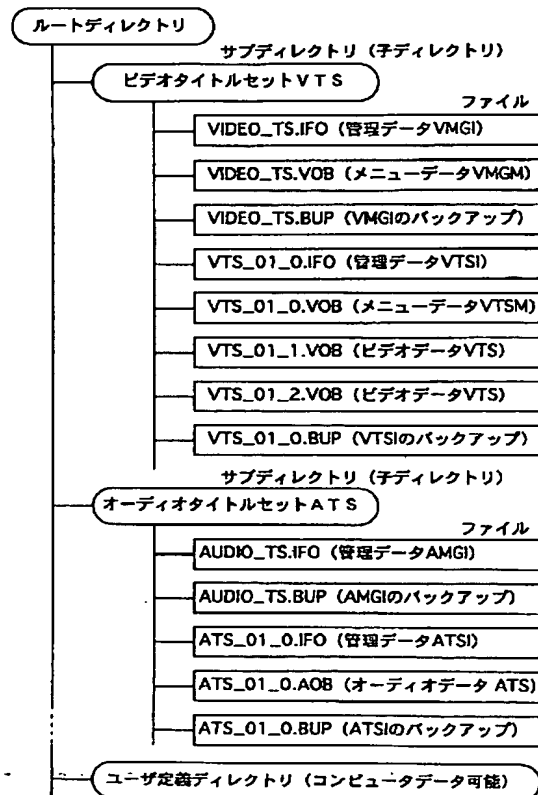 ルートディレクトリ
サブディレクトリ (子ディレクトリ)
ビデオタイトルセットVTS
ファイル
VIDEO_TS.IFO (管理データVMGI)
VIDEO_TS.VOB (メニューデータVMGM)
VIDEO_TS.BUP (VMGIのバックアップ)
VTS_01_0.IFO (管理データVTSI)
VTS_01_0.VOB (メニューデータVTSM)
VTS_01_1.VOB (ビデオデータVTS)
VTS_01_2.VOB (ビデオデータVTS)
VTS_01_0.BUP (VTSIのバックアップ)
サブディレクトリ (子ディレクトリ)
オーディオタイトルセットATS
ファイル
AUDIO_TS.IFO (管理データAMGI)
AUDIO_TS.BUP (AMGIのバックアップ)
ATS_01_0.IFO (管理データATSI)
ATS_01_0.AOB (オーディオデータ ATS)
ATS_01_0.BUP (ATSIのバックアップ)
ユーザ定義ディレクトリ (コンピュータデータ可能)